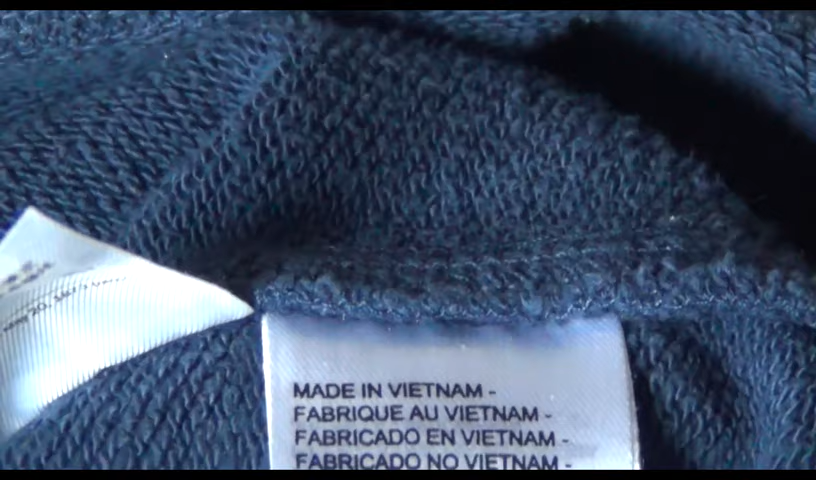 MADE IN VIETNAM -
FABRIQUE AU VIETNAM -
FABRICADO EN VIETNAM -
FABRICADO NO VIETNAM -